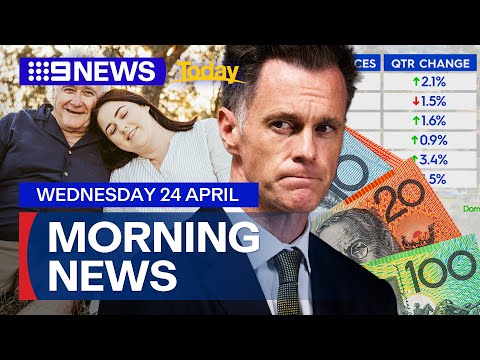 9NEWS
Today
CES
QTR CHANGE
2.1%
1.5%
1.6%
0.9%
3.4%
.5%
Dom
10
20
100
WEDNESDAY 24 APRIL
MORNING
NEWS